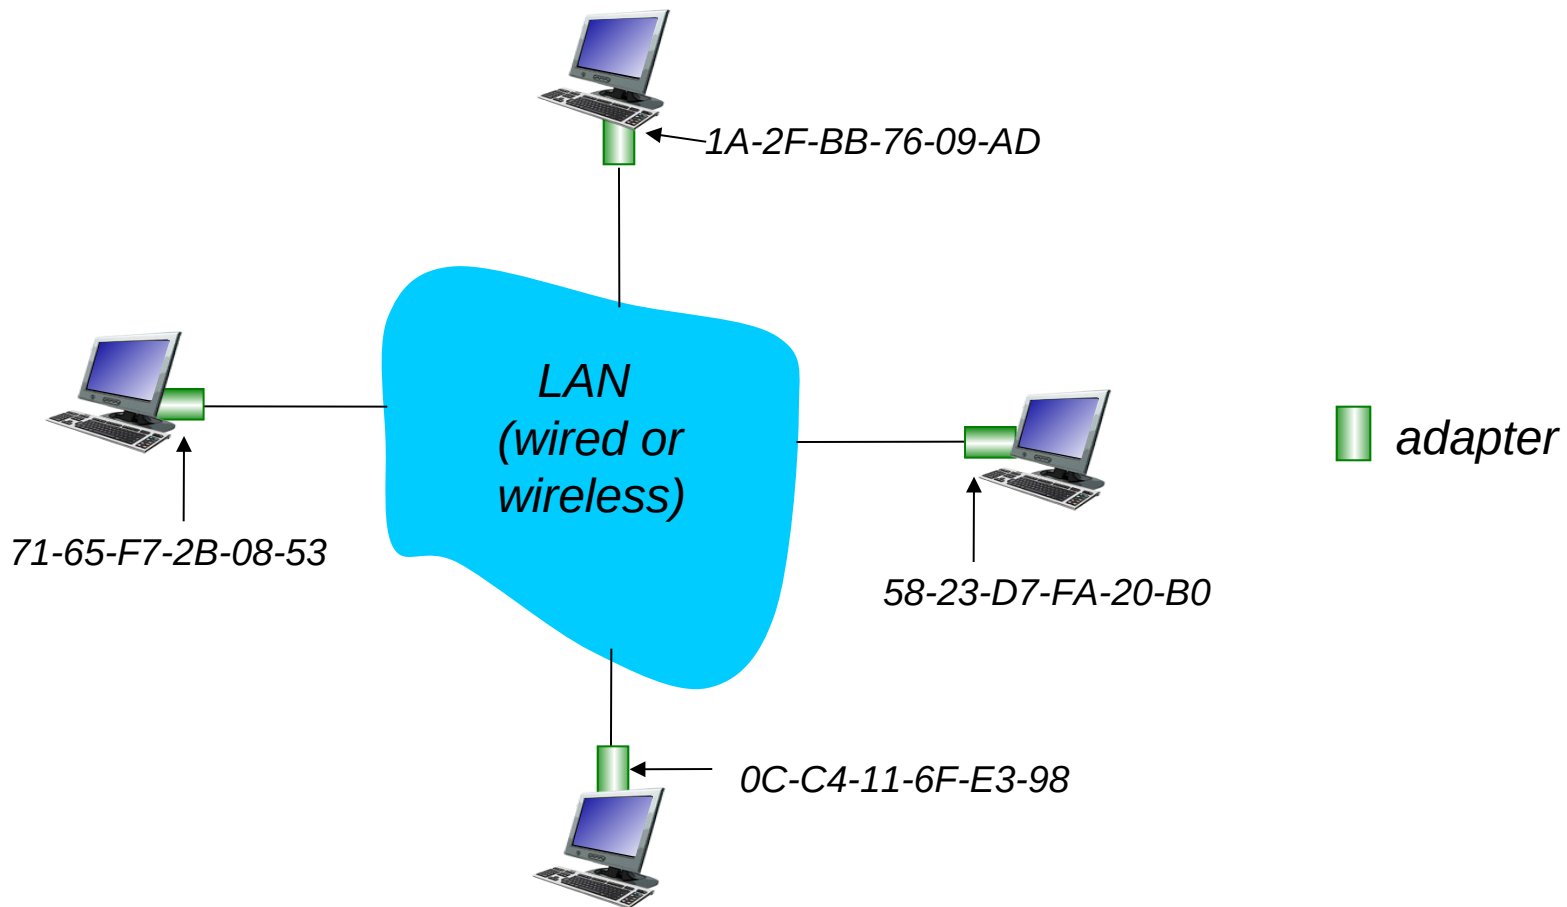 1A-2F-BB-76-09-AD
LAN
(wired or
wireless)
adapter
71-65-F7-2B-08-53
58-23-D7-FA-20-B0
0C-C4-11-6F-E3-98